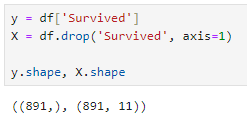 y = df['Survived']
X = df.drop('Survived', axis=1)
y.shape, X.shape
((891,), (891, 11))